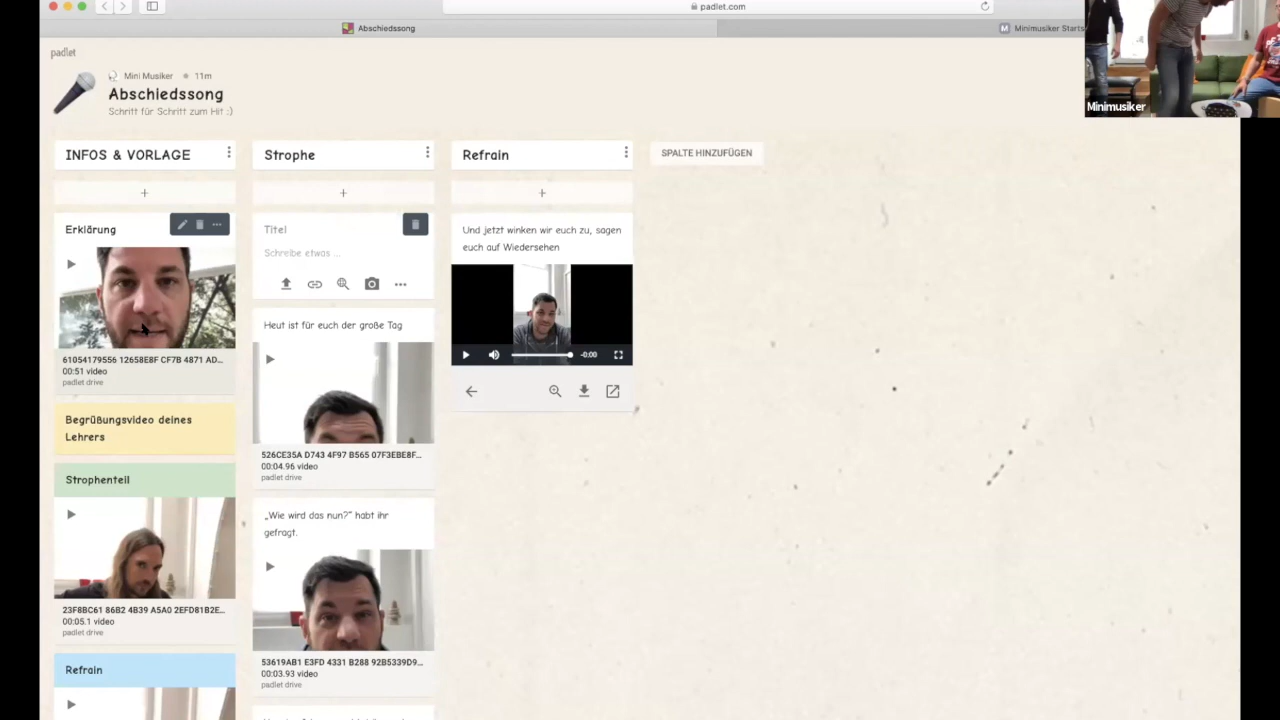 padlet.com
Abschiedssong
Minimusiker Starts
padlet
Mini Musiker
11m
Abschiedssong
Schritt für Schritt zum Hit :)
Minimusiker
INFOS & VORLAGE
Strophe
Refrain
SPALTE HINZUFÜGEN
+
+
+
Erklärung
61054179556 12658E8F CF7B 4871 AD...
00:51 video
padlet drive
Begrüßungsvideo deines
Lehrers
Strophenteil
23F8BC61 86B2 4B39 A5A0 2EFD81B2E...
00:05.1 video
padlet drive
Refrain
Titel
Schreibe etwas ...
Heut ist für euch der große Tag
526CE35A D743 4F97 B565 07F3EBE8F...
00:04.96 video
padlet drive
„Wie wird das nun?“ habt ihr
gefragt.
53619AB1 E3FD 4331 B288 92B5339D9...
00:03.93 video
padlet drive
Und jetzt winken wir euch zu, sagen
euch auf Wiedersehen
-0:00